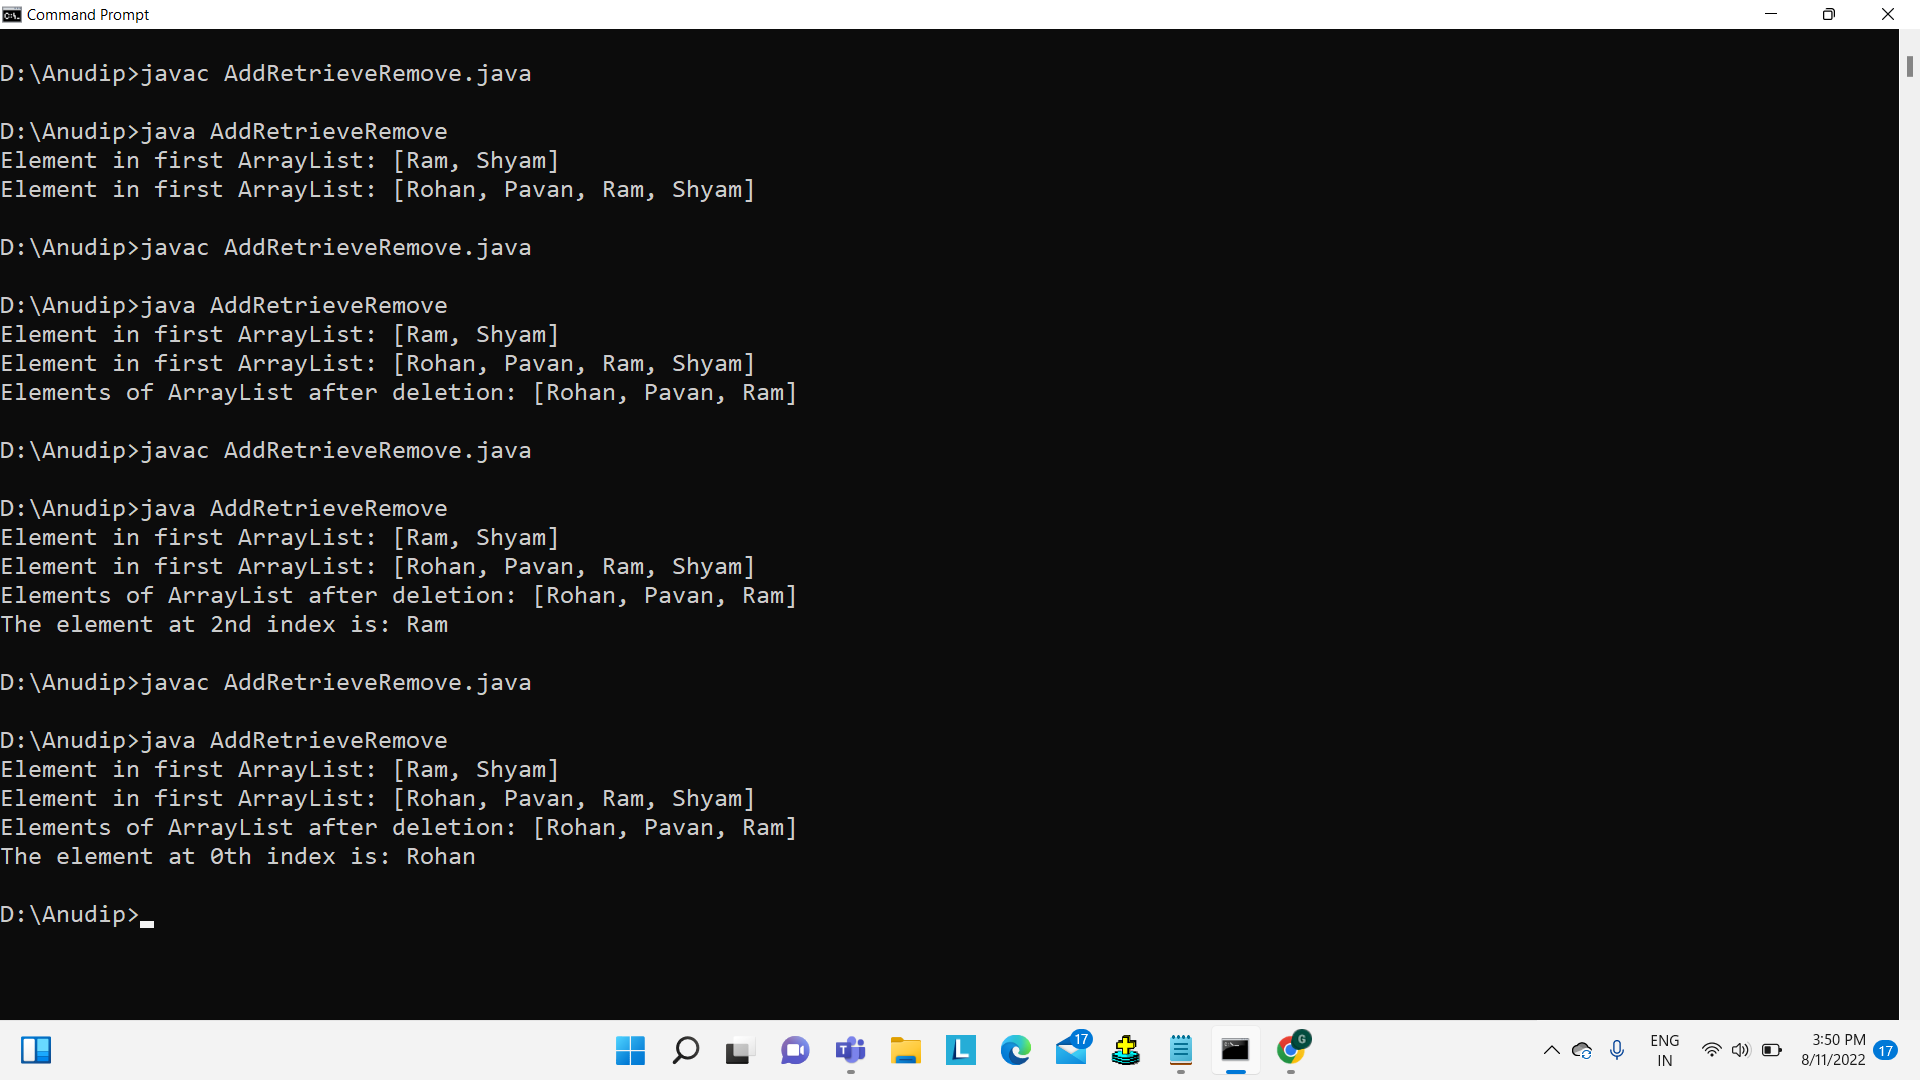 Command Prompt
D:\Anudip>javac AddRetrieveRemove.java
D:\Anudip>java AddRetrieveRemove
Element in first ArrayList: [Ram, Shyam]
Element in first ArrayList: [Rohan, Pavan, Ram, Shyam]
D:\Anudip>javac AddRetrieveRemove.java
D:\Anudip>java AddRetrieveRemove
Element in first ArrayList: [Ram, Shyam]
Element in first ArrayList: [Rohan, Pavan, Ram, Shyam]
Elements of ArrayList after deletion: [Rohan, Pavan, Ram]
D:\Anudip>javac AddRetrieveRemove.java
D:\Anudip>java AddRetrieveRemove
Element in first ArrayList: [Ram, Shyam]
Element in first ArrayList: [Rohan, Pavan, Ram, Shyam]
Elements of ArrayList after deletion: [Rohan, Pavan, Ram]
The element at 2nd index is: Ram
D:\Anudip>javac AddRetrieveRemove.java
D:\Anudip>java AddRetrieveRemove
Element in first ArrayList: [Ram, Shyam]
Element in first ArrayList: [Rohan, Pavan, Ram, Shyam]
Elements of ArrayList after deletion: [Rohan, Pavan, Ram]
The element at 0th index is: Rohan
D:\Anudip>
L
17
G
ENG
IN
3:50 PM
8/11/2022
17